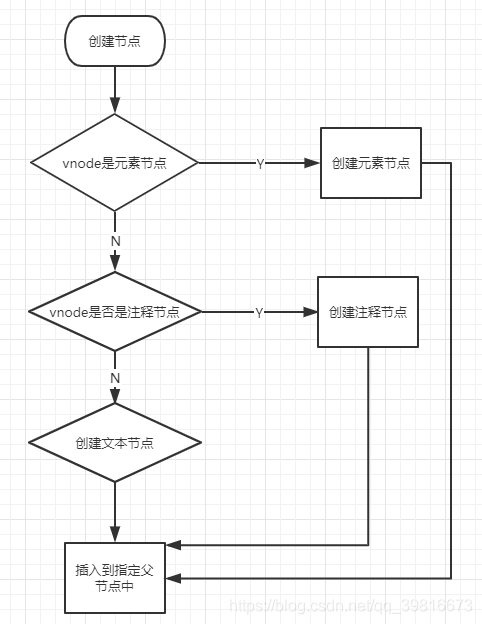 创建节点
vnode是元素节点
Y
创建元素节点
N
vnode是否是注释节点
Y
创建注释节点
N
创建文本节点
插入到指定父
节点中
https://blog.csdn.net/qq_39816673